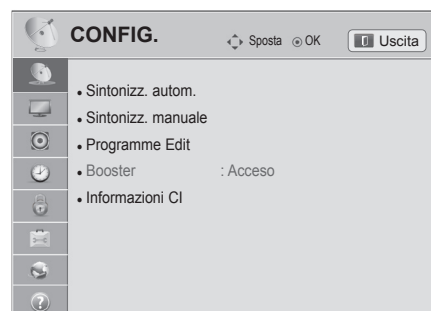 CONFIG. Sposta OK Uscita
• Sintonizz. autom.
• Sintonizz. manuale
• Programme Edit
• Booster : Acceso
• Informazioni CI